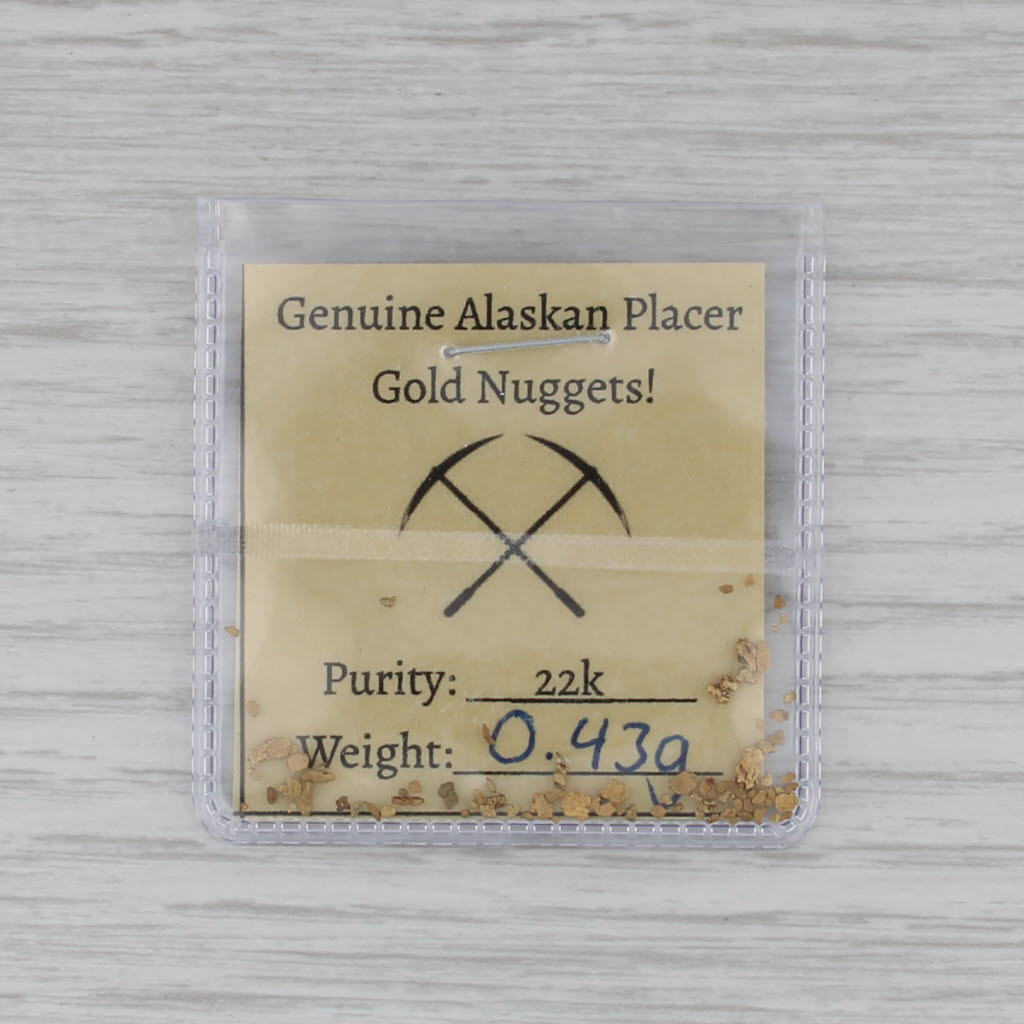 Genuine Alaskan Placer
Gold Nuggets!
Purity: 22k
Weight: 0.43g